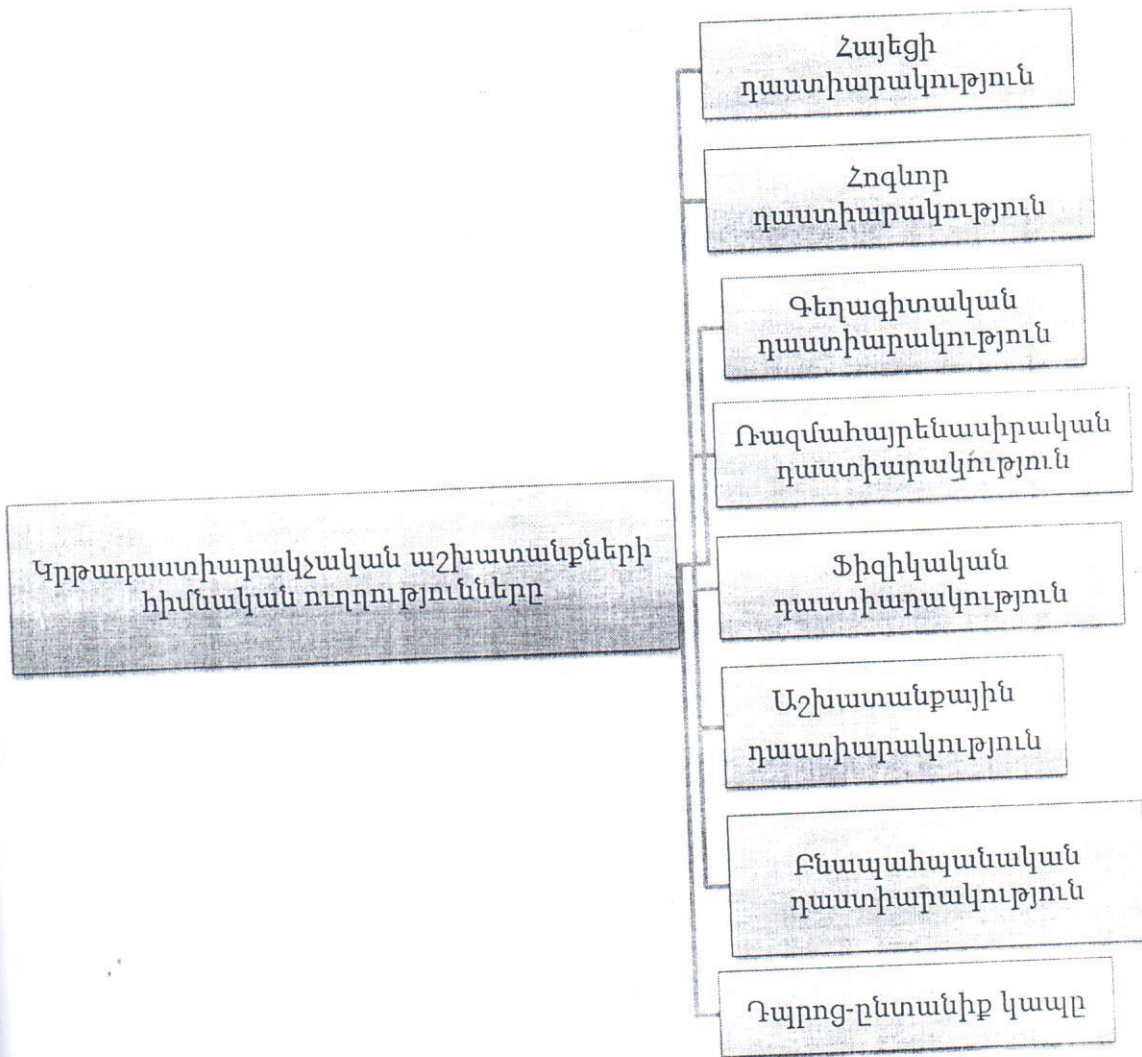 Հայեցի
դաստիարակություն
Հոգևոր
դաստիարակություն
Գեղագիտական
դաստիարակություն
Ռազմահայրենասիրական
դաստիարակություն
Կրթադաստիարակչական աշխատանքների
հիմնական ուղղությունները
Ֆիզիկական
դաստիարակություն
Աշխատանքային
դաստիարակություն
Բնապահպանական
դաստիարակություն
Դպրոց-ընտանիք կապը